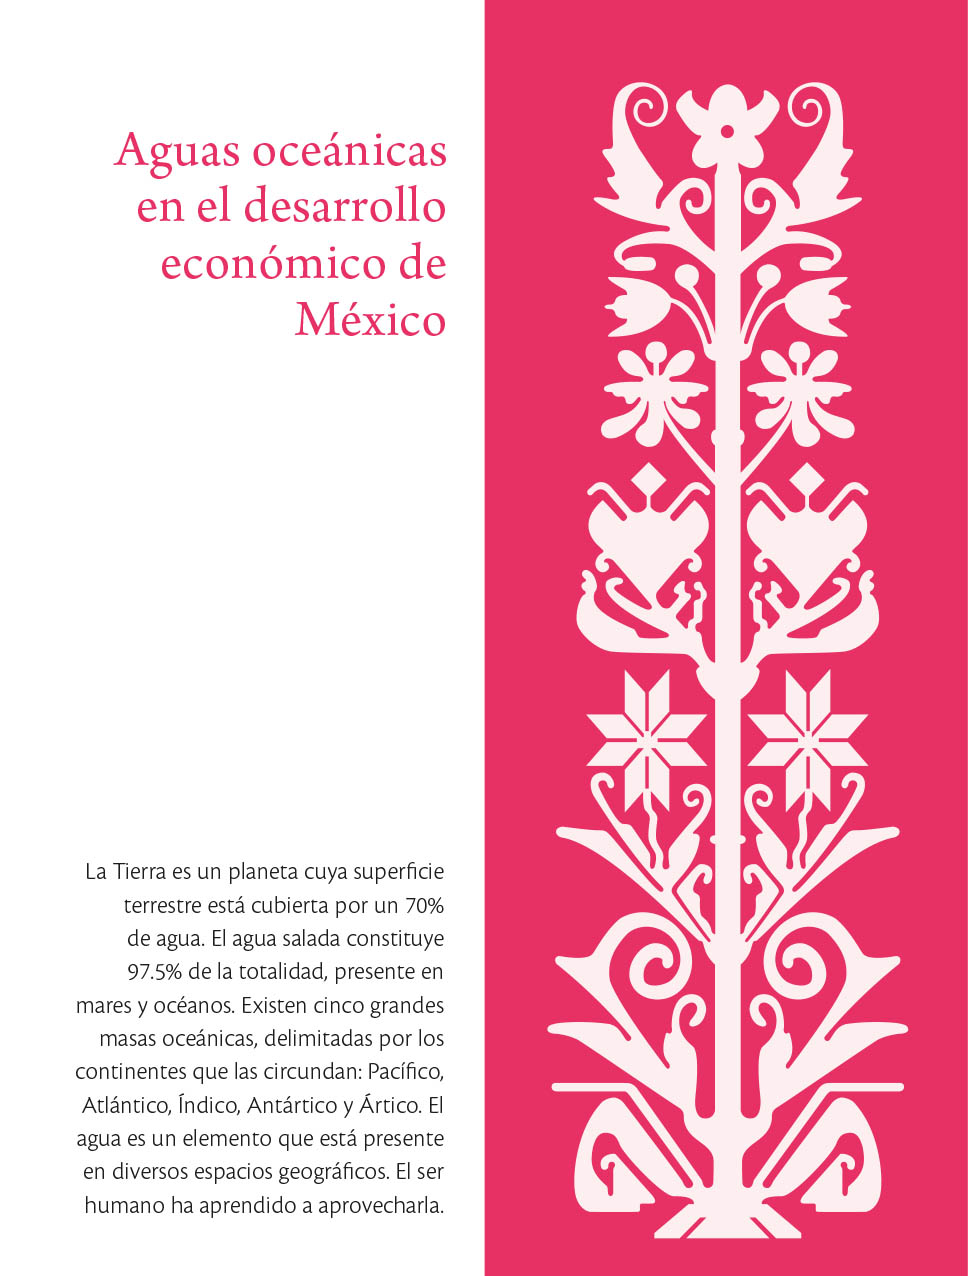 Aguas oceánicas
en el desarrollo
económico de
México
La Tierra es un planeta cuya superficie
terrestre está cubierta por un 70%
de agua. El agua salada constituye
97.5% de la totalidad, presente en
mares y océanos. Existen cinco grandes
masas oceánicas, delimitadas por los
continentes que las circundan: Pacífico,
Atlántico, Índico, Antártico y Ártico. El
agua es un elemento que está presente
en diversos espacios geográficos. El ser
humano ha aprendido a aprovecharla.